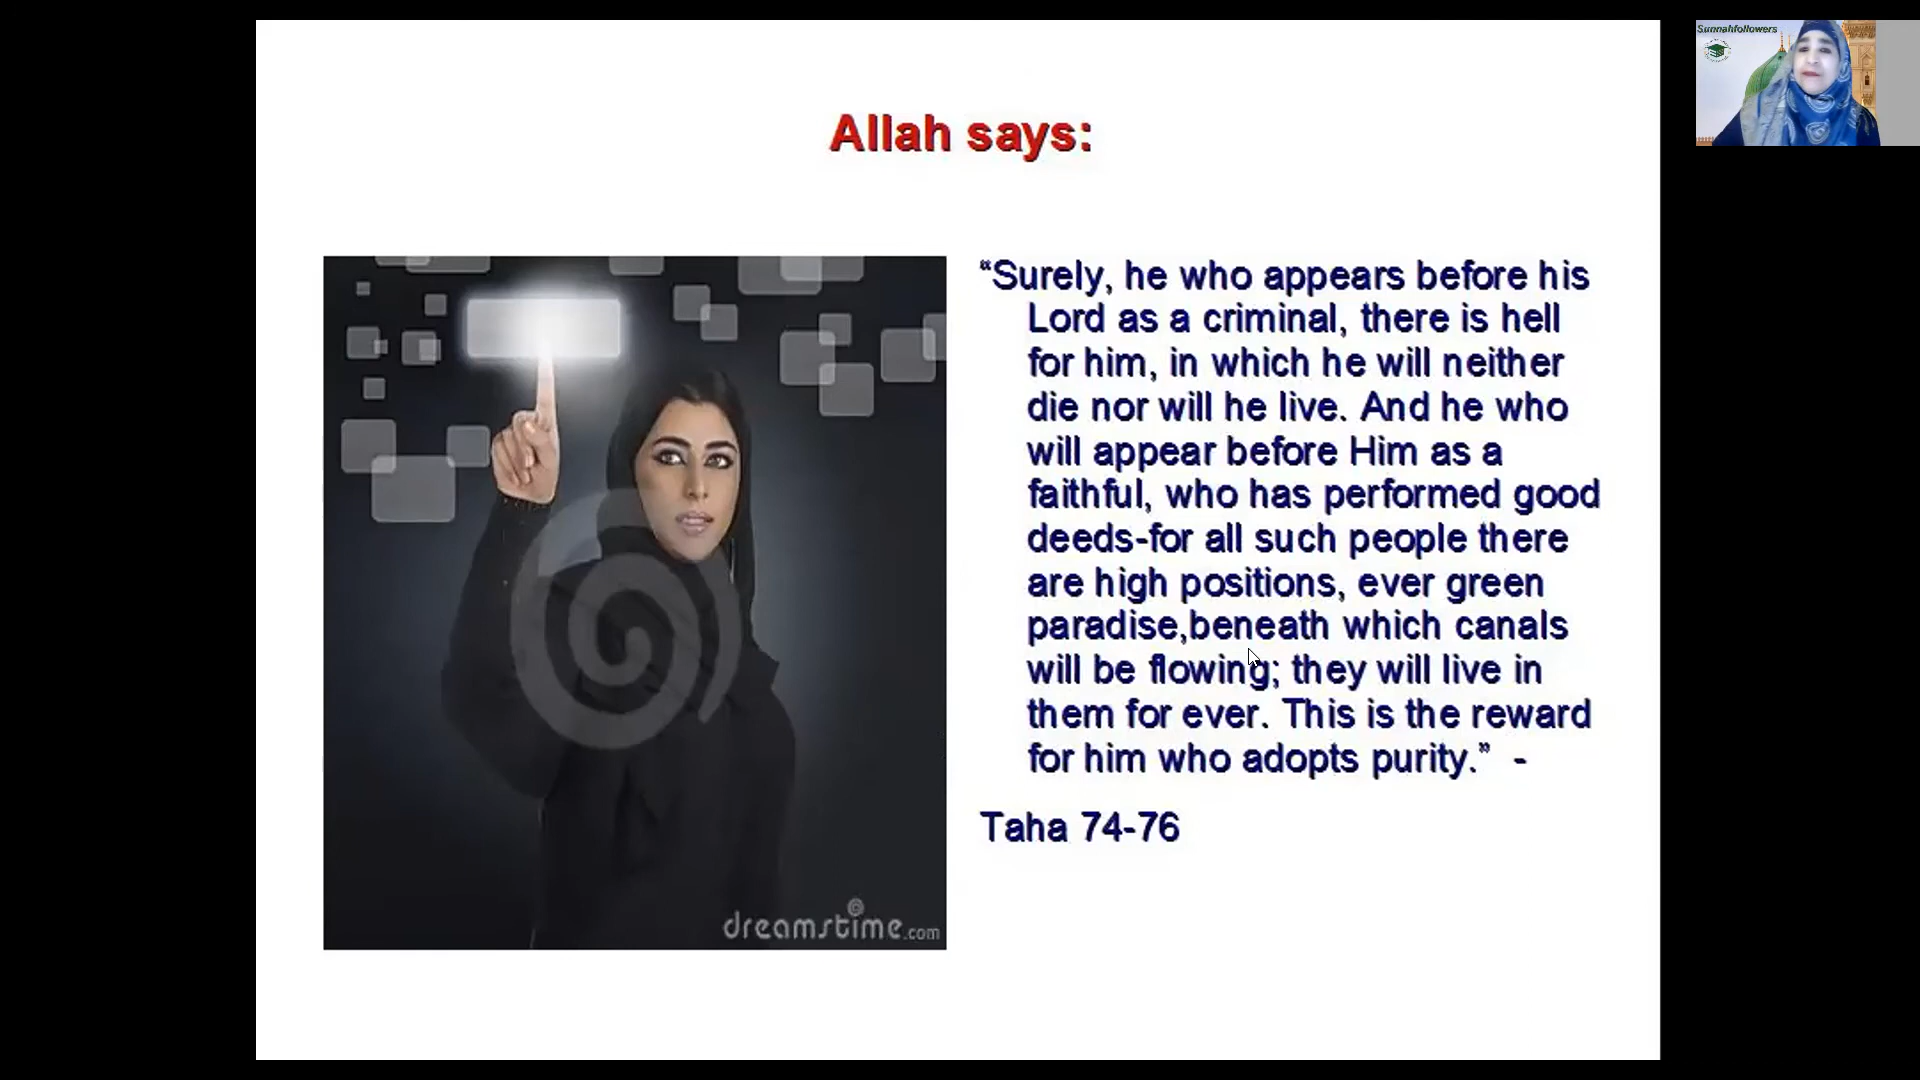 Sunnahfollowers
Allah says:
“Surely, he who appears before his
Lord as a criminal, there is hell
for him, in which he will neither
die nor will he live. And he who
will appear before Him as a
faithful, who has performed good
deeds-for all such people there
are high positions, ever green
paradise,beneath which canals
will be flowing; they will live in
them for ever. This is the reward
for him who adopts purity.” -
Taha 74-76
dreamstime.com